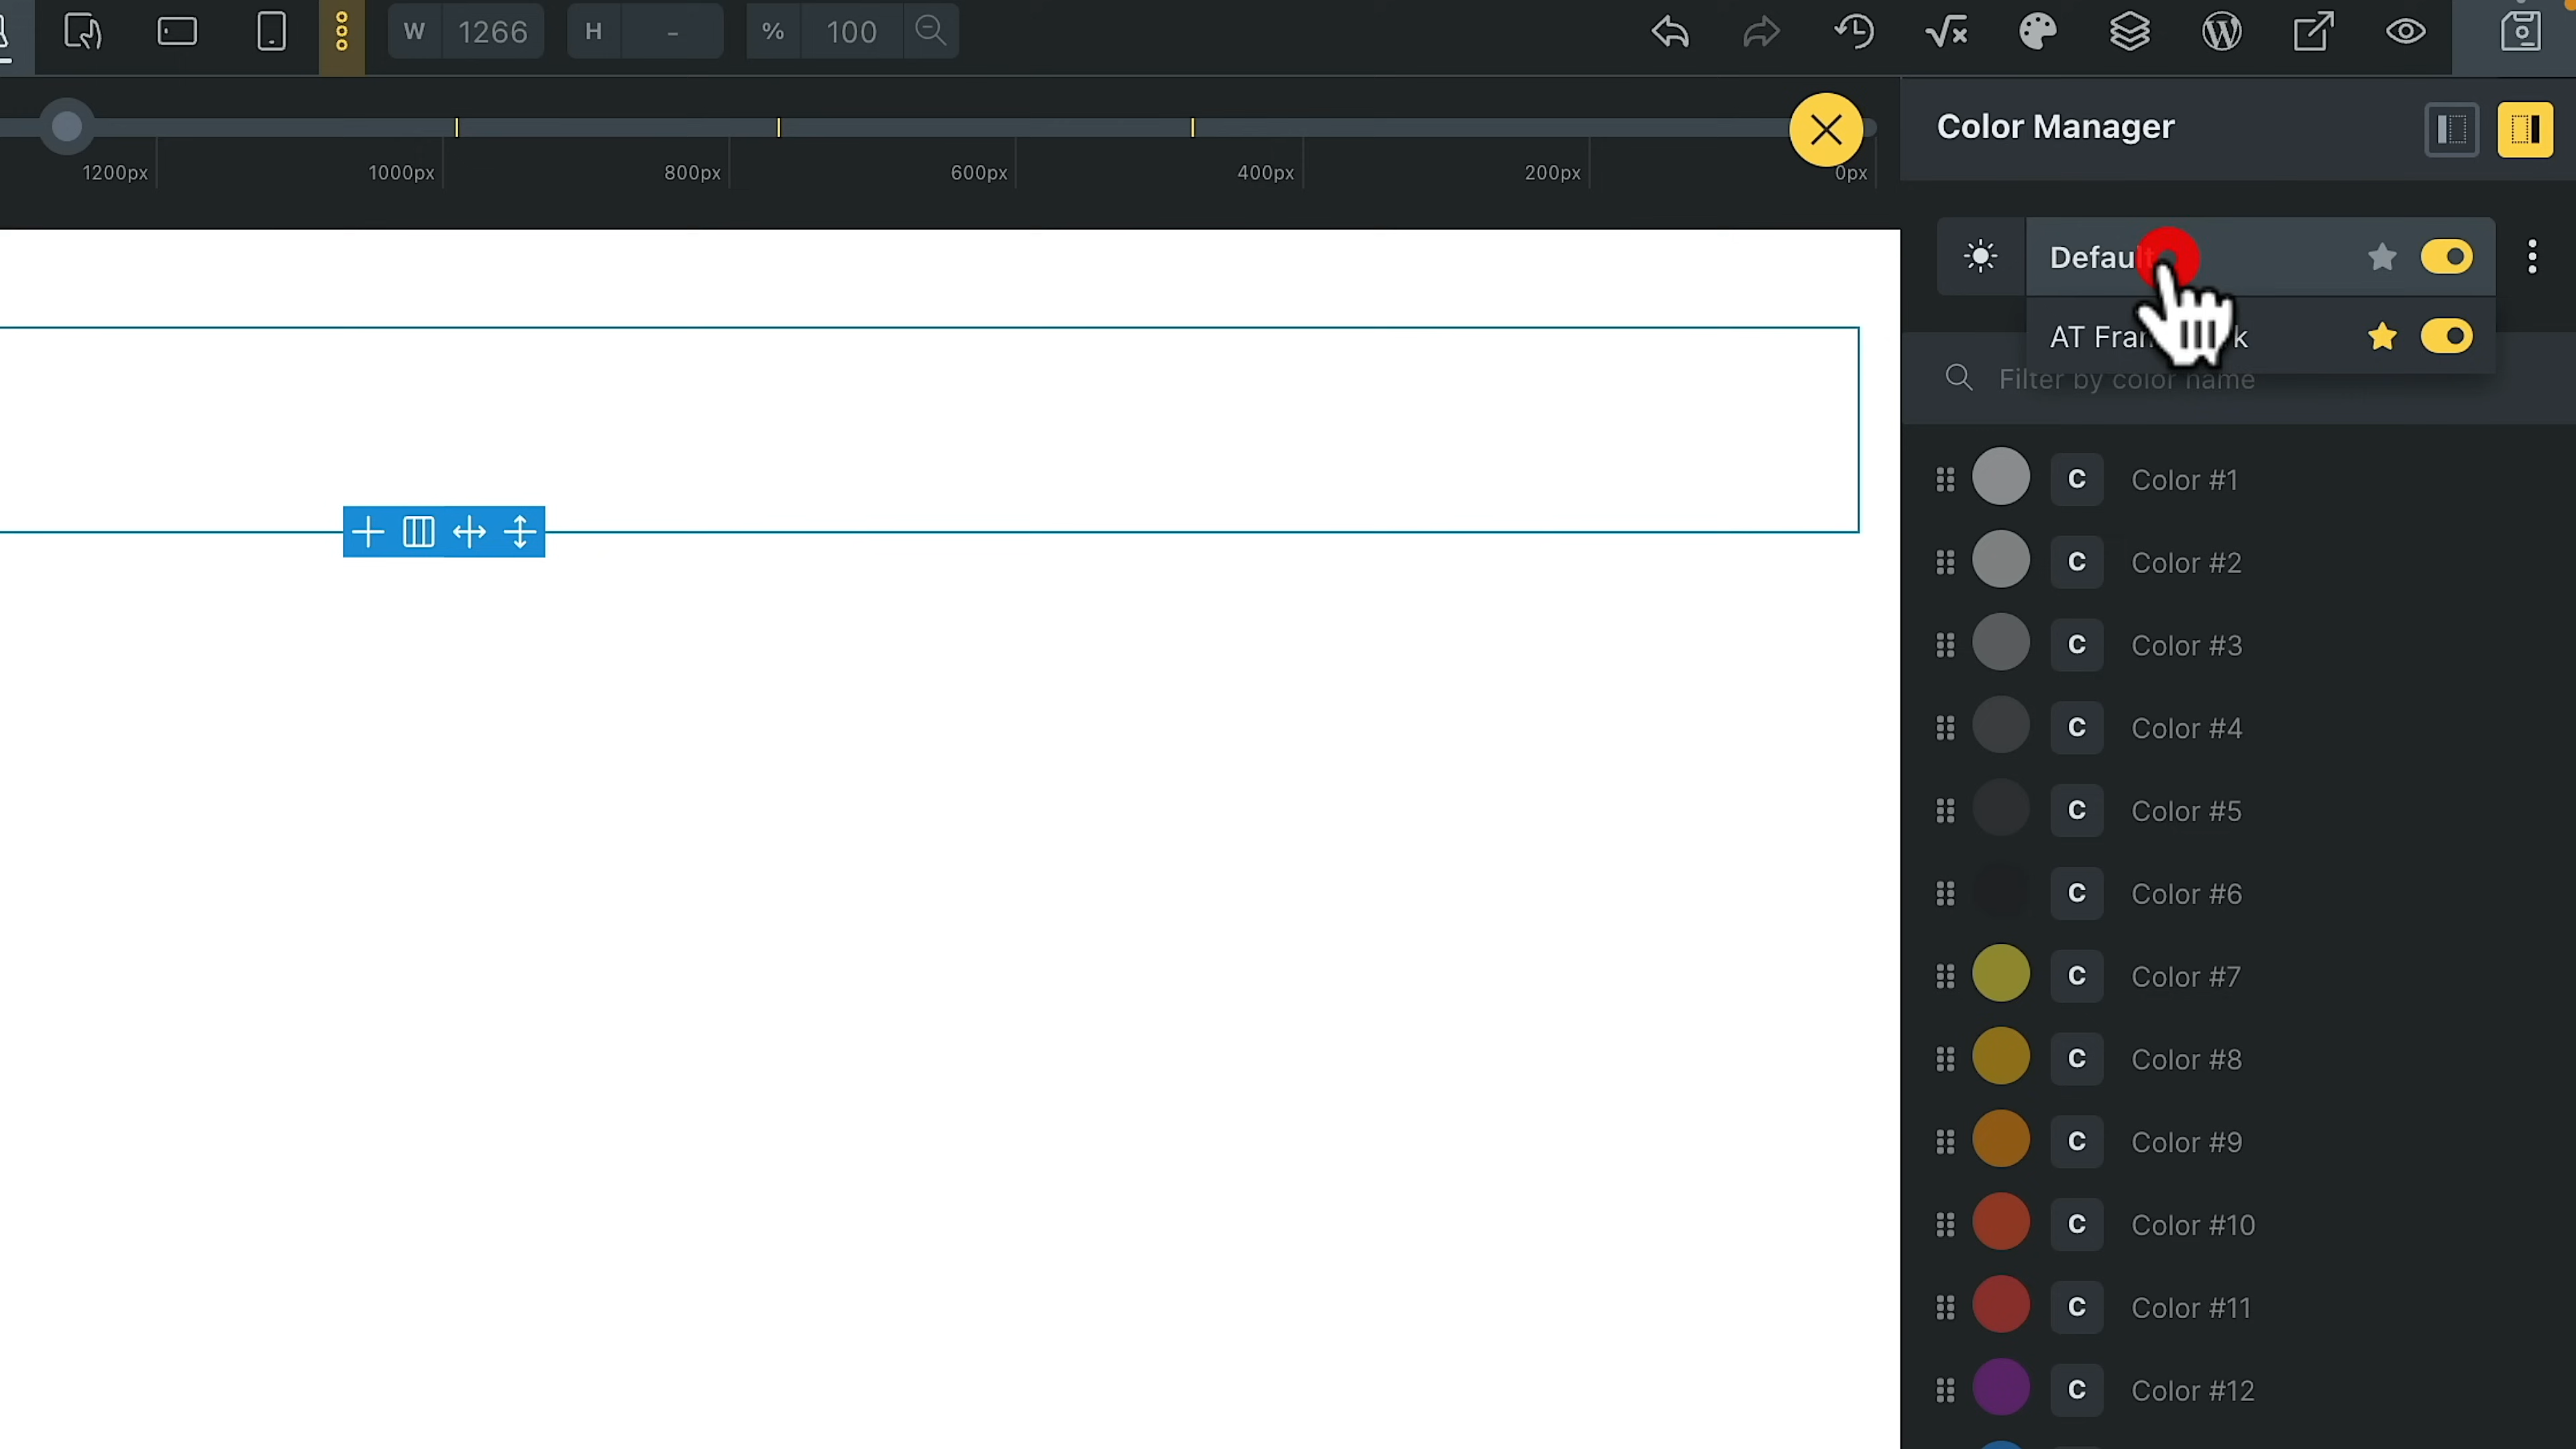 W 1266 H - % 100
1200px 1000px 800px 600px 400px 200px 0px
Color Manager
Default
AT
Filter by color name
C Color #1
C Color #2
C Color #3
C Color #4
C Color #5
C Color #6
C Color #7
C Color #8
C Color #9
C Color #10
C Color #11
C Color #12